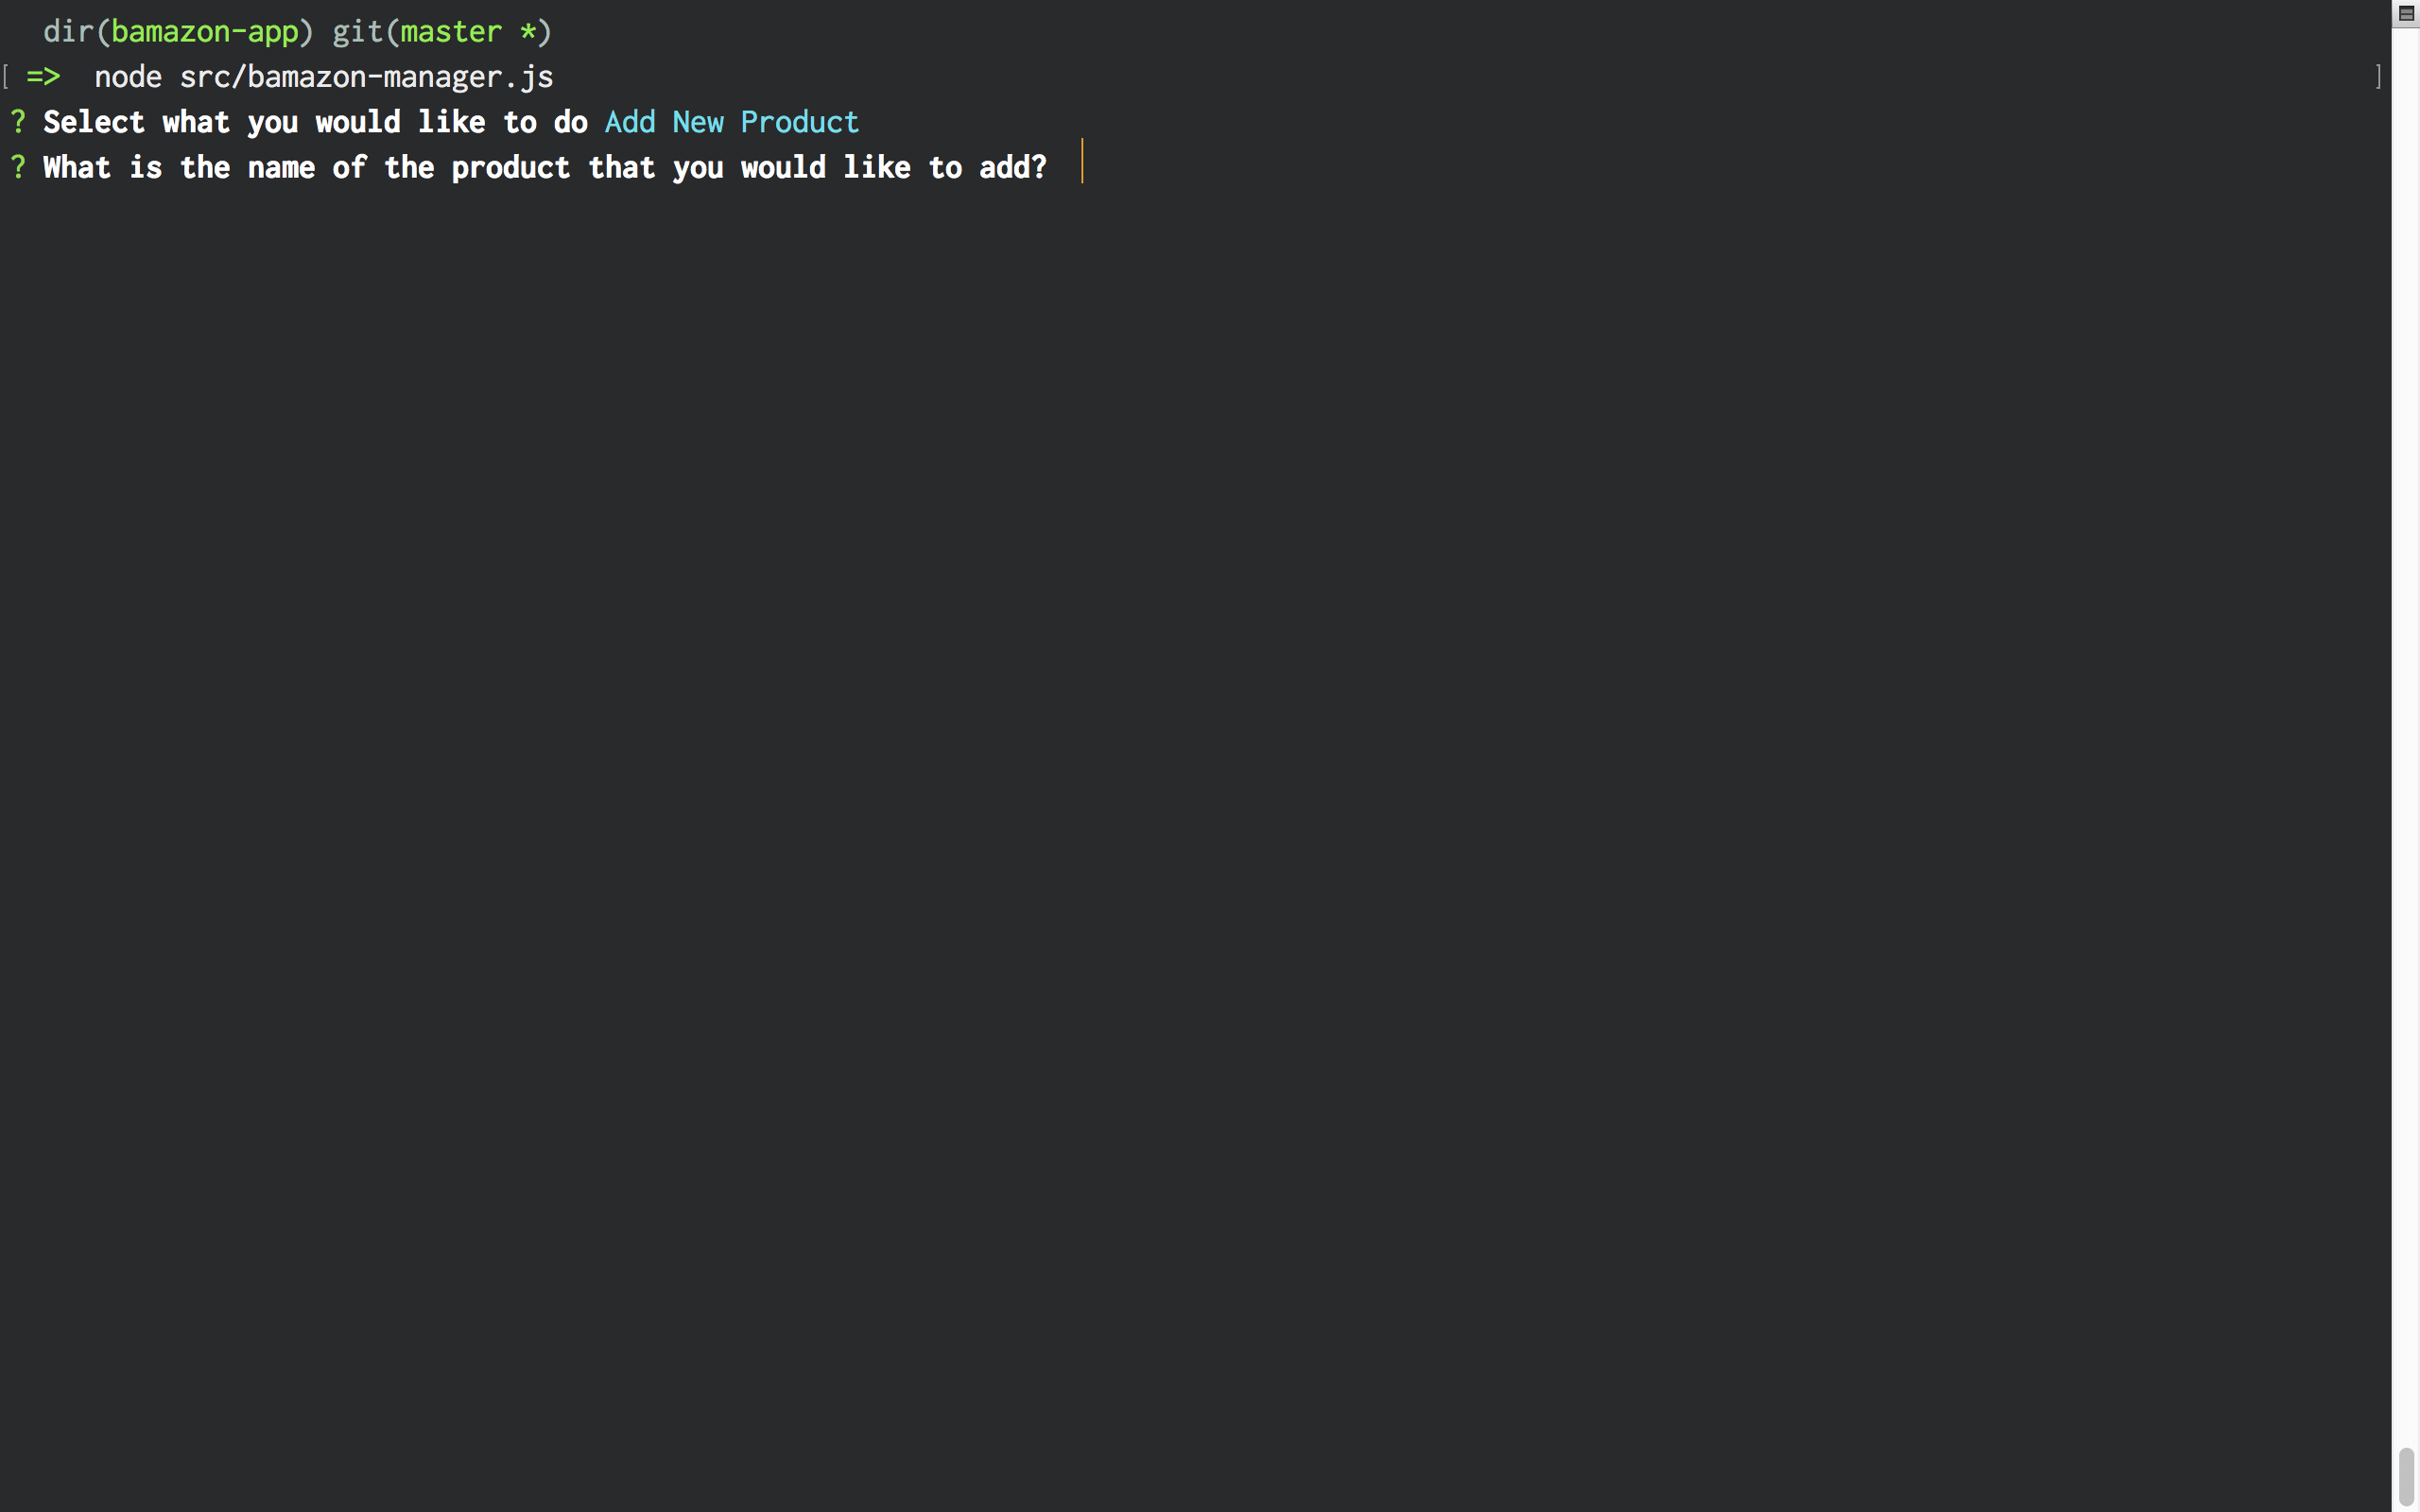 dir(bamazon-app) git(master *)
[ => node src/bamazon-manager.js ]
? Select what you would like to do Add New Product
? What is the name of the product that you would like to add?